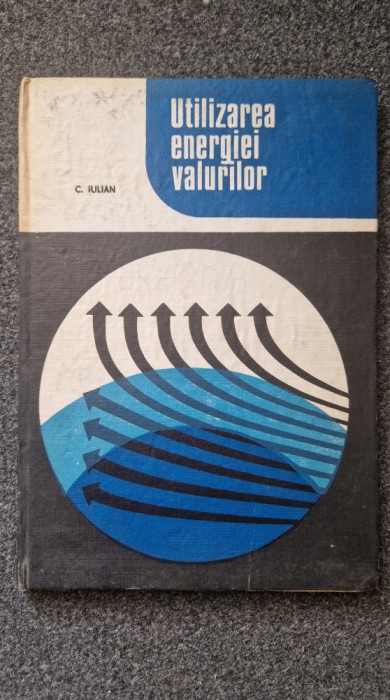 Utilizarea
energiei
valurilor
C. IULIAN